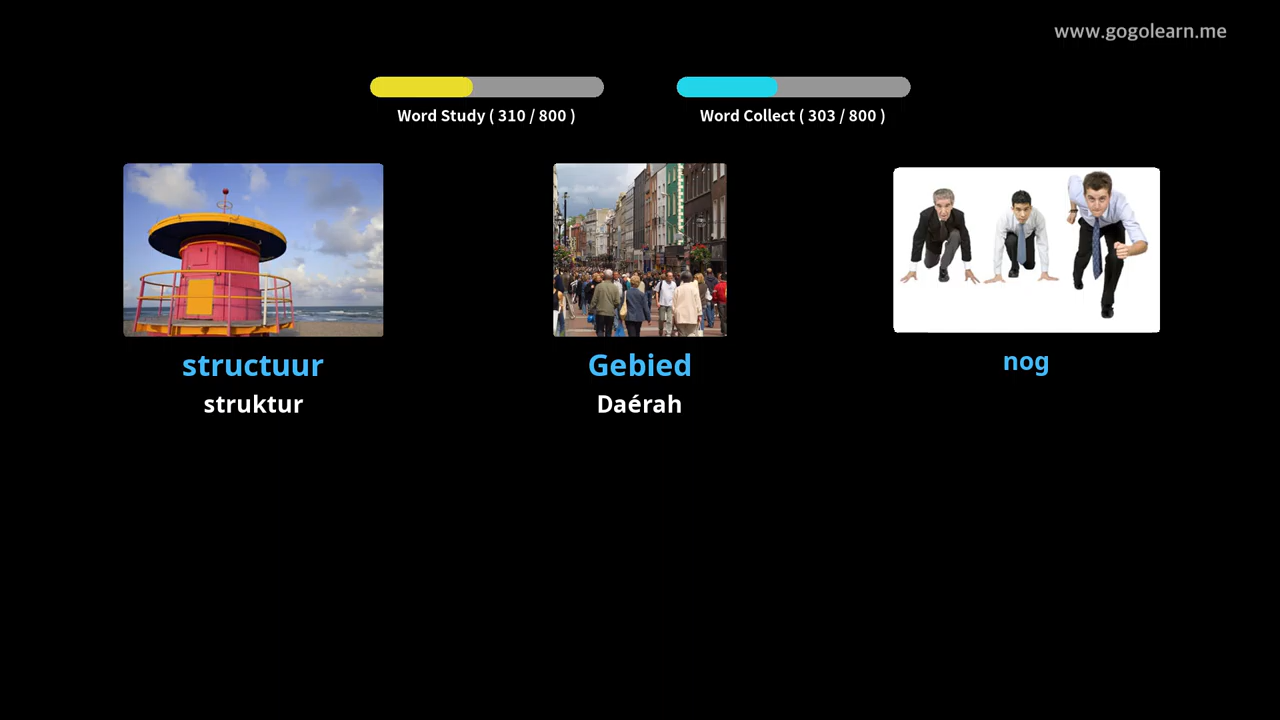 www.gogolearn.me
Word Study ( 310 / 800 )
Word Collect ( 303 / 800 )
structuur
struktur
Gebied
Daérah
nog